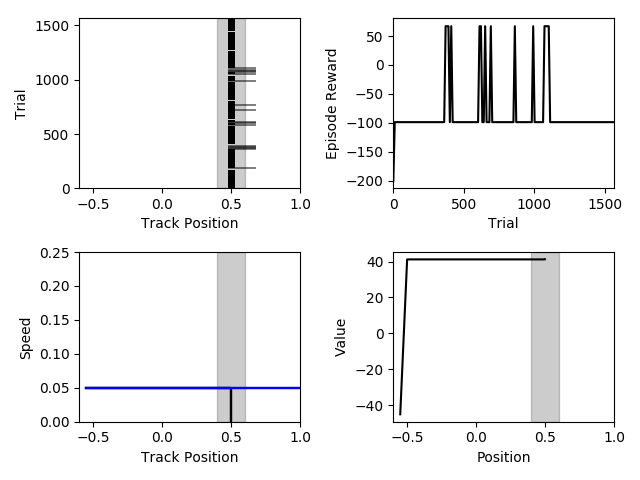 1500
1000
500
0
Trial
−0.5 0.0 0.5 1.0
Track Position
50
0
−50
−100
−150
−200
Episode Reward
0 500 1000 1500
Trial
0.25
0.20
0.15
0.10
0.05
0.00
Speed
−0.5 0.0 0.5 1.0
Track Position
40
20
0
−20
−40
Value
−0.5 0.0 0.5 1.0
Position